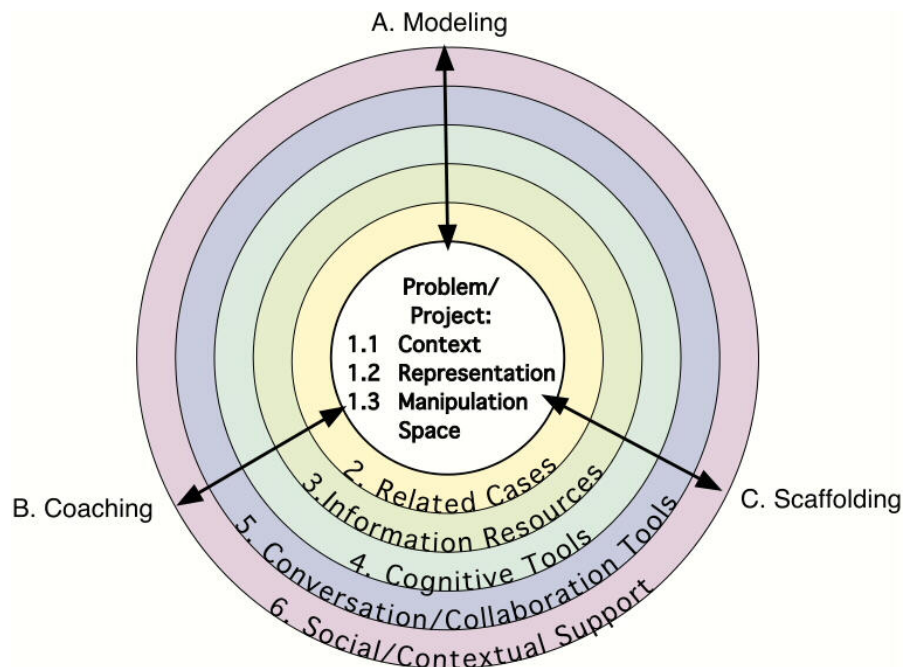 A. Modeling
Problem/
Project:
1.1 Context
1.2 Representation
1.3 Manipulation
Space
2. Related Cases
3.Information Resources
4. Cognitive Tools
5. Conversation/Collaboration Tools
6. Social/Contextual Support
B. Coaching
C. Scaffolding